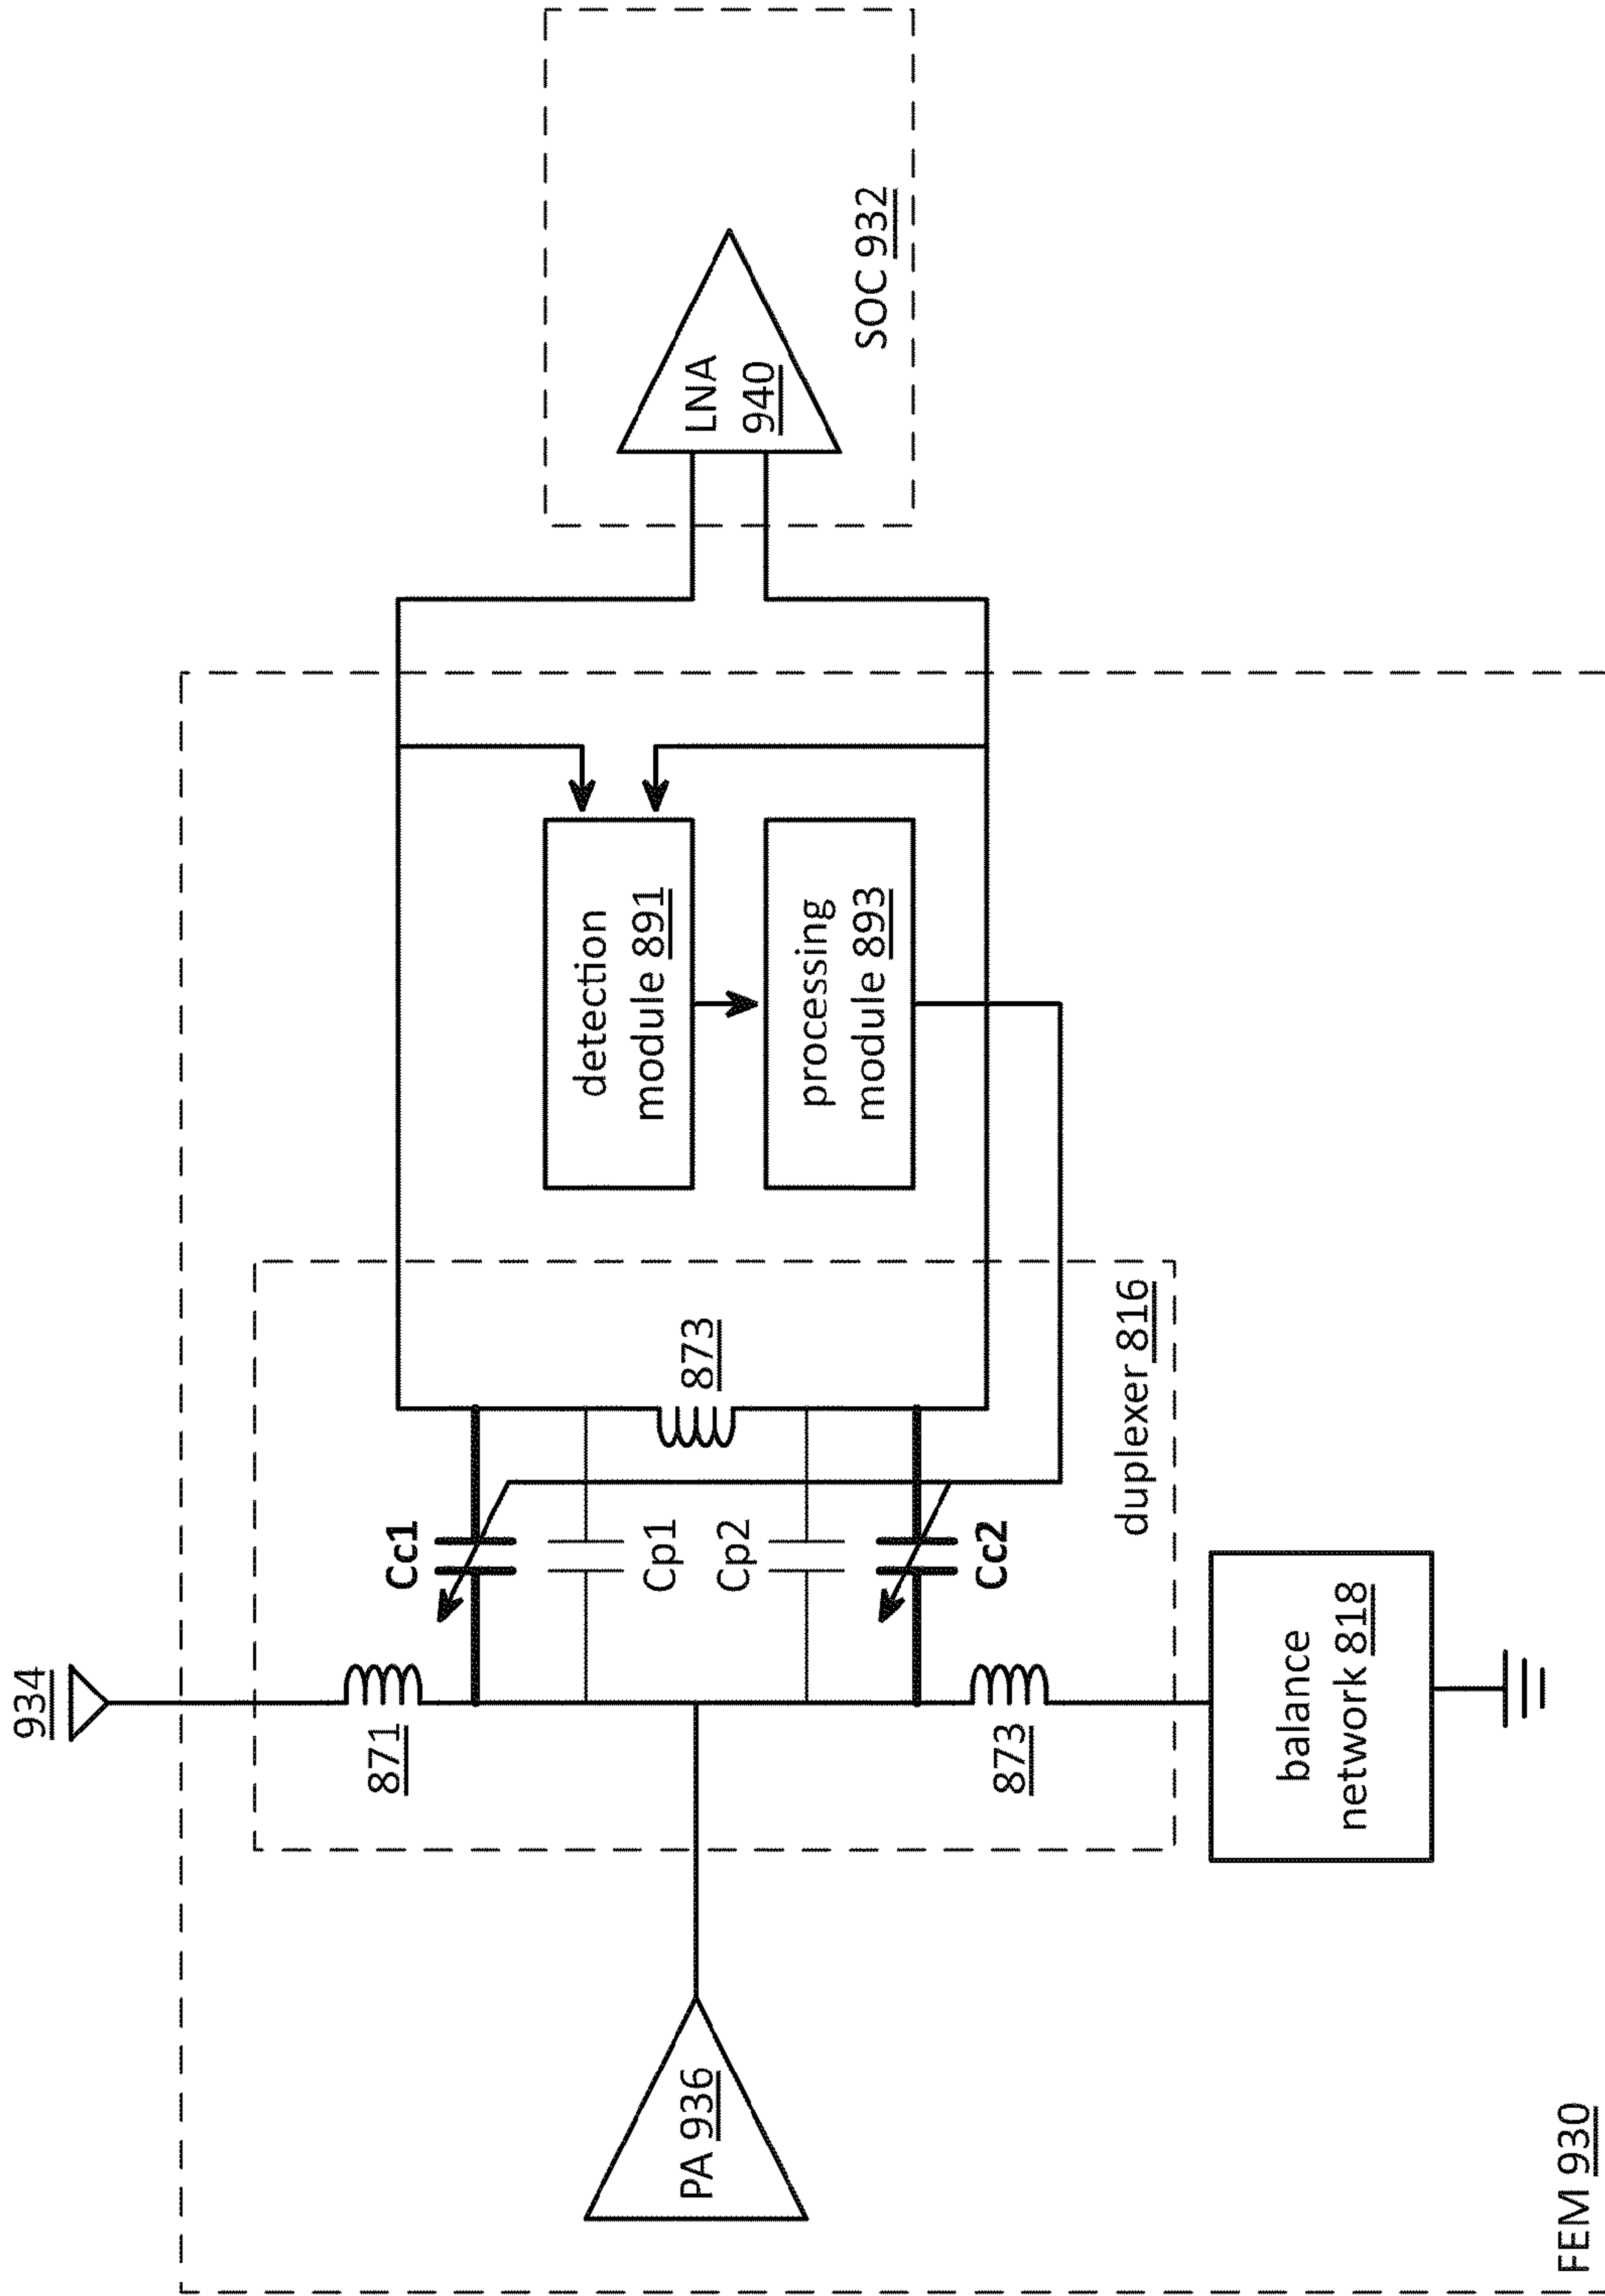 934
871
Cc1
Cp1
Cp2
Cc2
873
873
duplexer 816
balance
network 818
PA 936
FEM 930
detection
module 891
processing
module 893
LNA
940
SOC 932